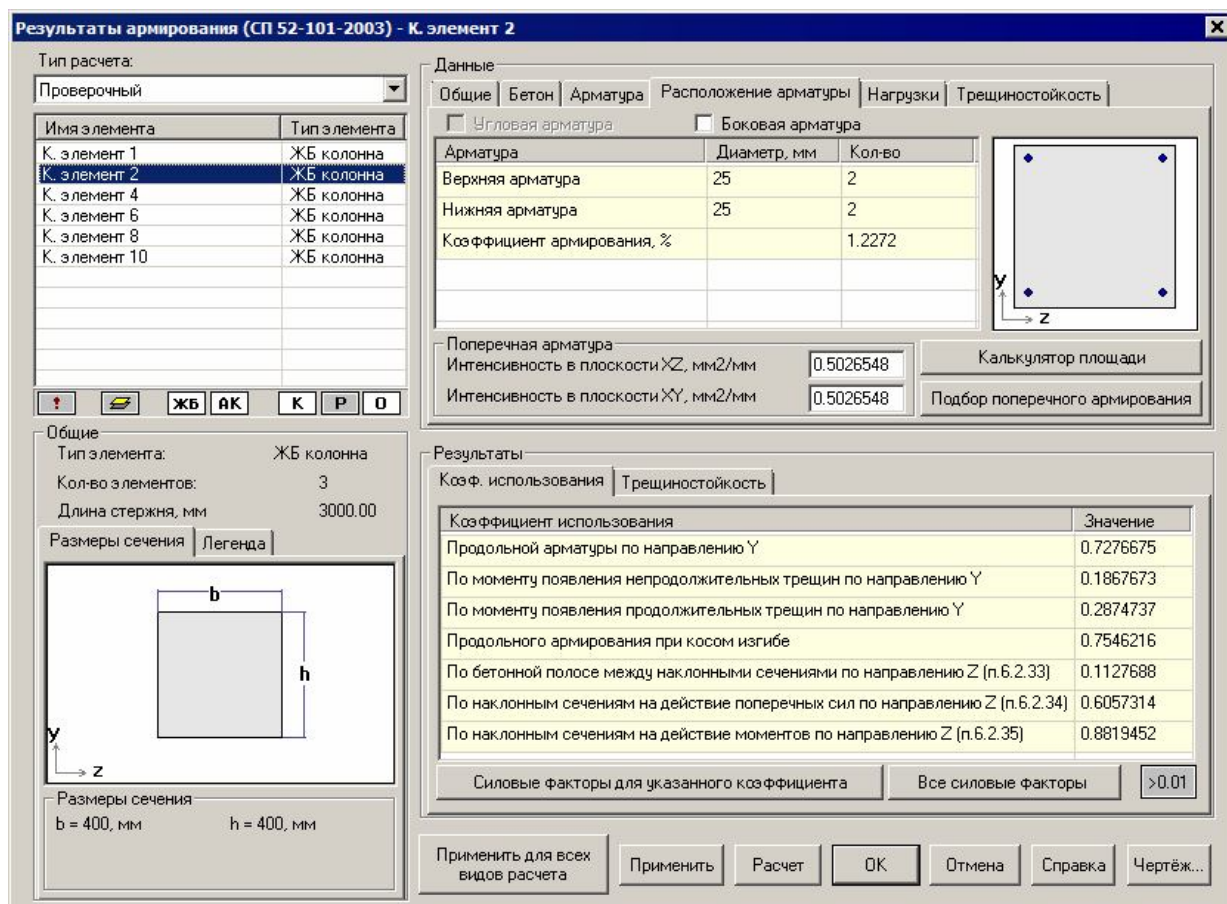 Результаты армирования (СП 52-101-2003) - К. элемент 2
Тип расчета:
Проверочный
Имя элемента Тип элемента
К. элемент 1 ЖБ колонна
К. элемент 2 ЖБ колонна
К. элемент 4 ЖБ колонна
К. элемент 6 ЖБ колонна
К. элемент 8 ЖБ колонна
К. элемент 10 ЖБ колонна
! ЖБ АК К Р О
Общие
Тип элемента: ЖБ колонна
Кол-во элементов: 3
Длина стержня, мм 3000.00
Размеры сечения Легенда
b
h
y
z
Размеры сечения
b = 400, мм h = 400, мм
Данные
Общие Бетон Арматура Расположение арматуры Нагрузки Трещиностойкость
Угловая арматура Боковая арматура
Арматура Диаметр, мм Кол-во
Верхняя арматура 25 2
Нижняя арматура 25 2
Коэффициент армирования, % 1.2272
y
z
Поперечная арматура
Интенсивность в плоскости XZ, мм2/мм 0.5026548
Интенсивность в плоскости XY, мм2/мм 0.5026548
Калькулятор площади
Подбор поперечного армирования
Результаты
Коэф. использования Трещиностойкость
Коэффициент использования Значение
Продольной арматуры по направлению Y 0.7276675
По моменту появления непродолжительных трещин по направлению Y 0.1867673
По моменту появления продолжительных трещин по направлению Y 0.2874737
Продольного армирования при косом изгибе 0.7546216
По бетонной полосе между наклонными сечениями по направлению Z (п.6.2.33) 0.1127688
По наклонным сечениям на действие поперечных сил по направлению Z (п.6.2.34) 0.6057314
По наклонным сечениям на действие моментов по направлению Z (п.6.2.35) 0.8819452
Силовые факторы для указанного коэффициента Все силовые факторы >0.01
Применить для всех
видов расчета
Применить Расчет OK Отмена Справка Чертёж...